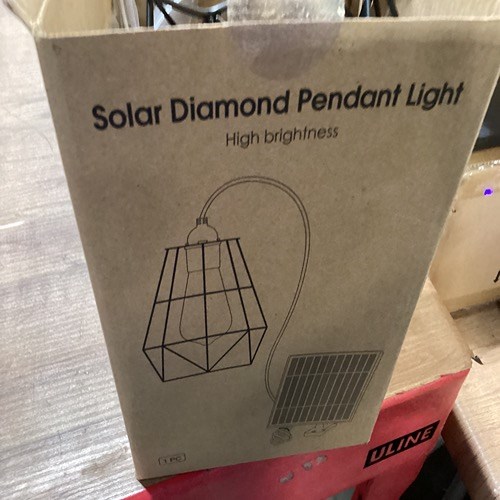 Solar Diamond Pendant Light
High brightness
1 PC
ULINE